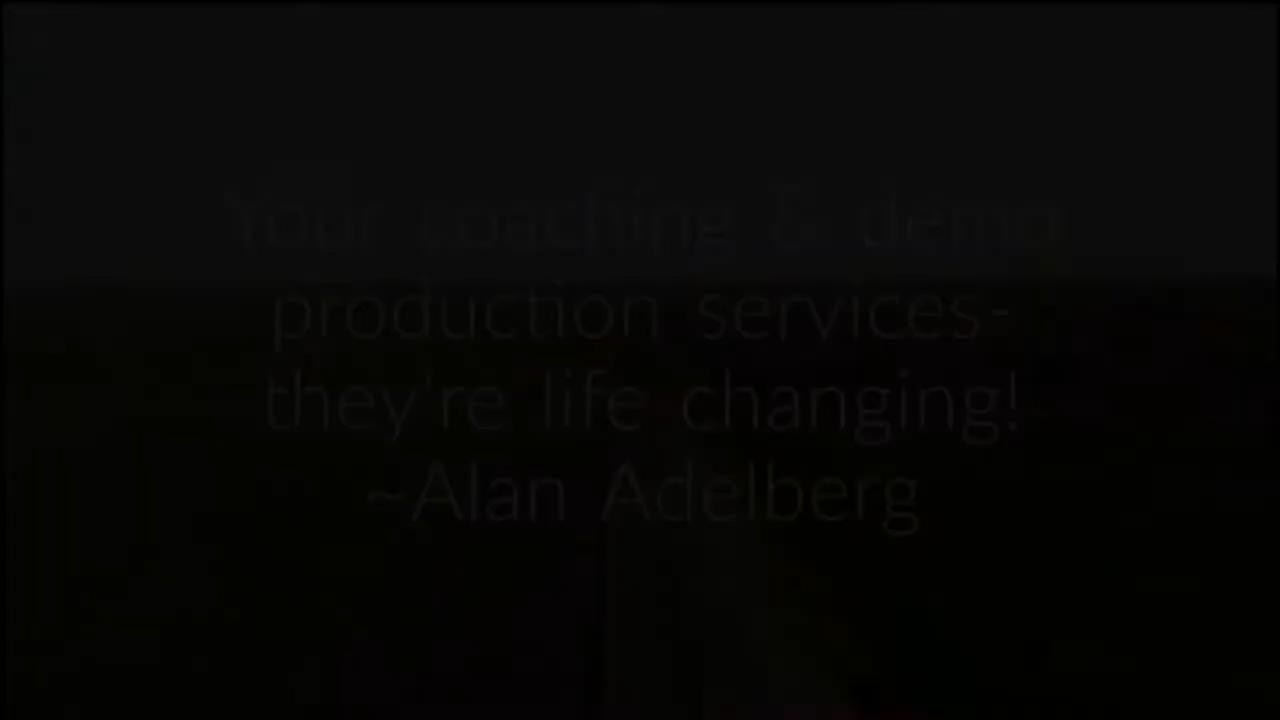 Your coaching & demo
production services-
they're life changing!
~Alan Adelberg